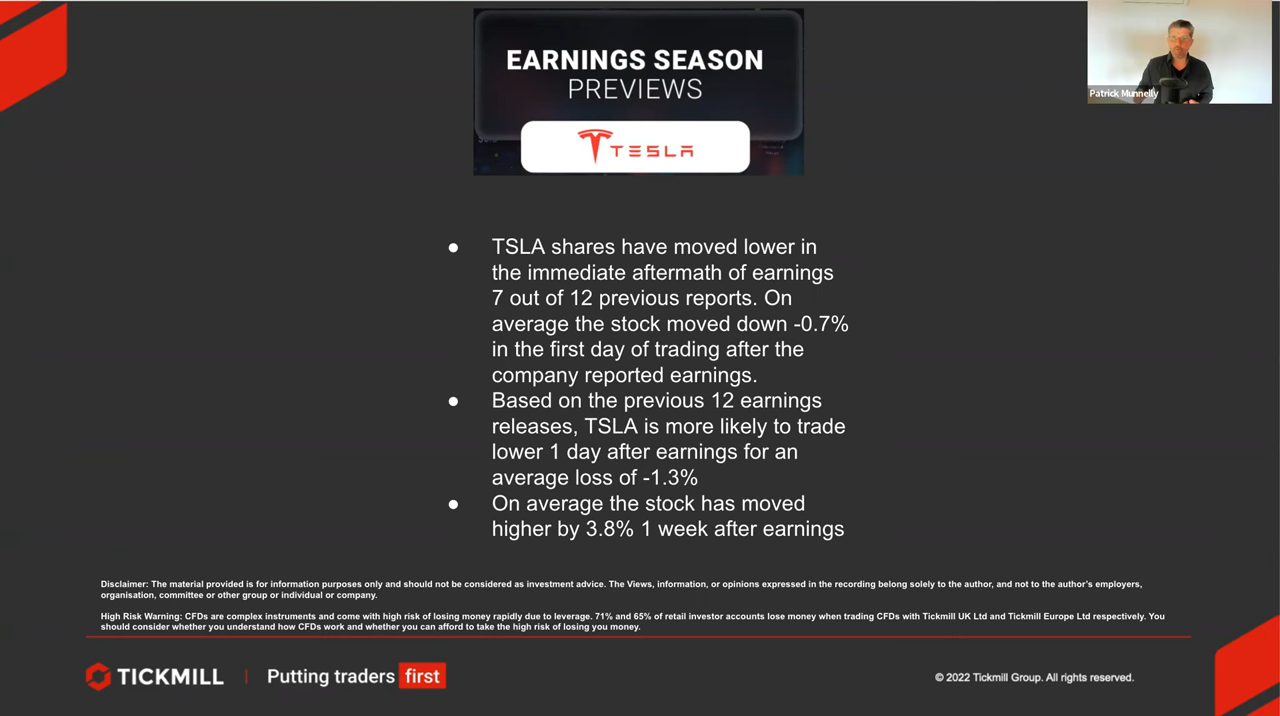 EARNINGS SEASON
PREVIEWS
TESLA
Patrick Munnelly
● TSLA shares have moved lower in
the immediate aftermath of earnings
7 out of 12 previous reports. On
average the stock moved down -0.7%
in the first day of trading after the
company reported earnings.
● Based on the previous 12 earnings
releases, TSLA is more likely to trade
lower 1 day after earnings for an
average loss of -1.3%
● On average the stock has moved
higher by 3.8% 1 week after earnings
Disclaimer: The material provided is for information purposes only and should not be considered as investment advice. The Views, information, or opinions expressed in the recording belong solely to the author, and not to the author's employers,
organisation, committee or other group or individual or company.
High Risk Warning: CFDs are complex instruments and come with high risk of losing money rapidly due to leverage. 71% and 65% of retail investor accounts lose money when trading CFDs with Tickmill UK Ltd and Tickmill Europe Ltd respectively. You
should consider whether you understand how CFDs work and whether you can afford to take the high risk of losing you money.
TICKMILL | Putting traders first
© 2022 Tickmill Group. All rights reserved.